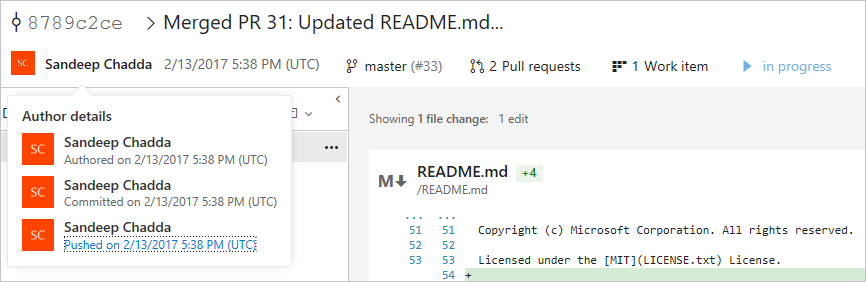 8789c2ce > Merged PR 31: Updated README.md...
SC Sandeep Chadda 2/13/2017 5:38 PM (UTC) master (#33) 2 Pull requests 1 Work item in progress
Author details
SC Sandeep Chadda
Authored on 2/13/2017 5:38 PM (UTC)
SC Sandeep Chadda
Committed on 2/13/2017 5:38 PM (UTC)
SC Sandeep Chadda
Pushed on 2/13/2017 5:38 PM (UTC)
Showing 1 file change: 1 edit
M README.md +4
/README.md
... ...
51 51 Copyright (c) Microsoft Corporation. All rights reserved.
52 52
53 53 Licensed under the [MIT](LICENSE.txt) License.
54 +